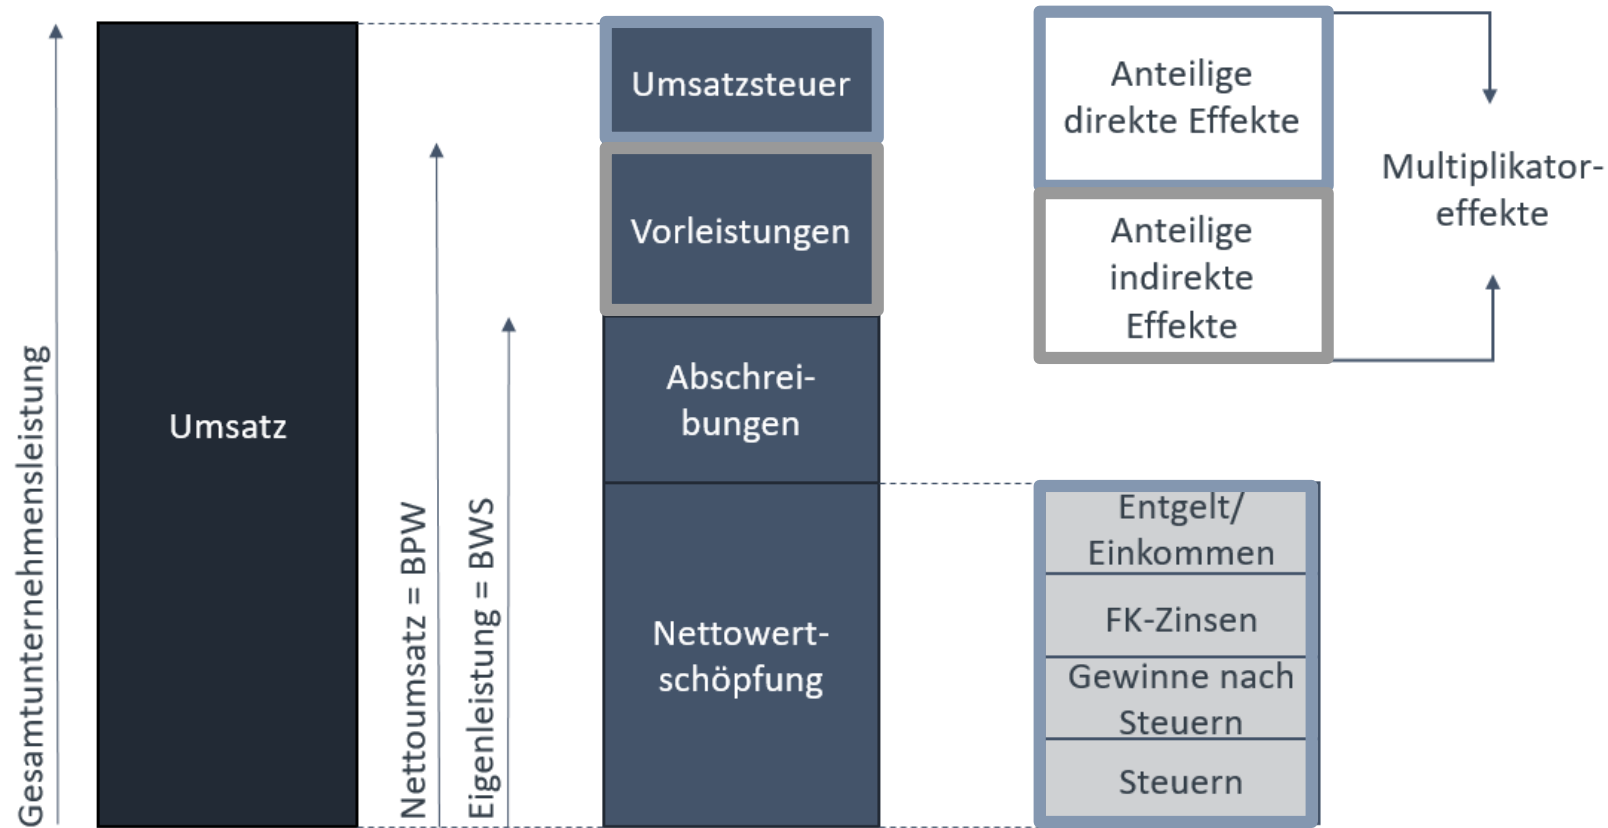 Gesamtunternehmensleistung
Umsatz
Nettoumsatz = BPW
Eigenleistung = BWS
Umsatzsteuer
Vorleistungen
Abschrei-
bungen
Nettowert-
schöpfung
Anteilige
direkte Effekte
Anteilige
indirekte
Effekte
Multiplikator-
effekte
Entgelt/
Einkommen
FK-Zinsen
Gewinne nach
Steuern
Steuern